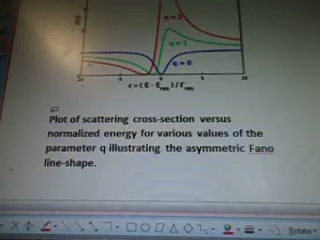 q = 2
q = 1
q = 0
ε=(E - E_res)/Γ_res
Plot of scattering cross-section versus
normalized energy for various values of the
parameter q illustrating the asymmetric Fano
line-shape.
Rotate